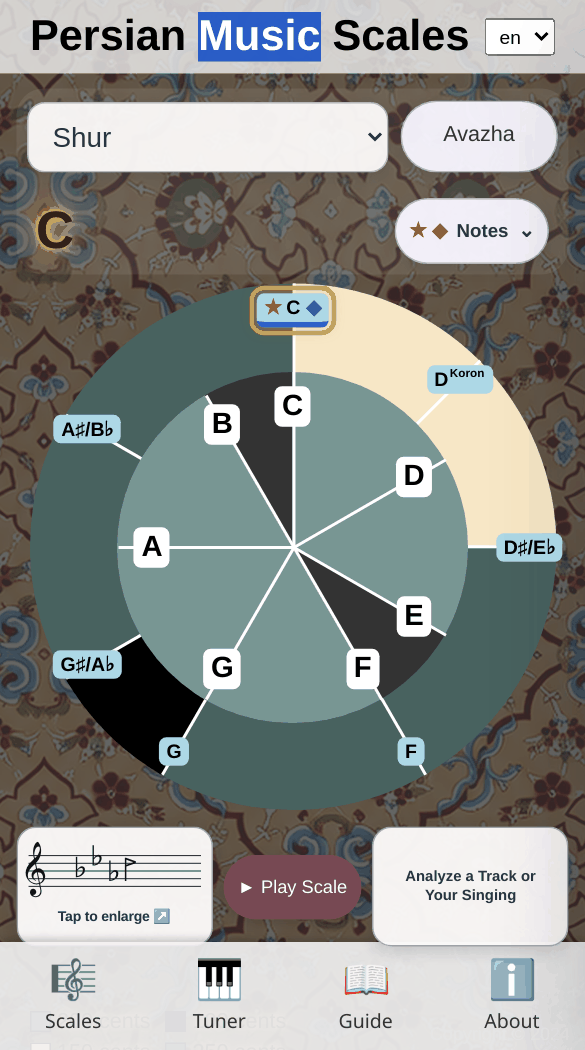 Persian Music Scales en
Shur Avazha
C ★ ◆ Notes
★ C ◆
D Koron
C
B
A♯/B♭
D
A
D♯/E♭
E
G♯/A♭
G
F
G
F
Tap to enlarge ↗
► Play Scale
Analyze a Track or
Your Singing
Scales Tuner Guide About